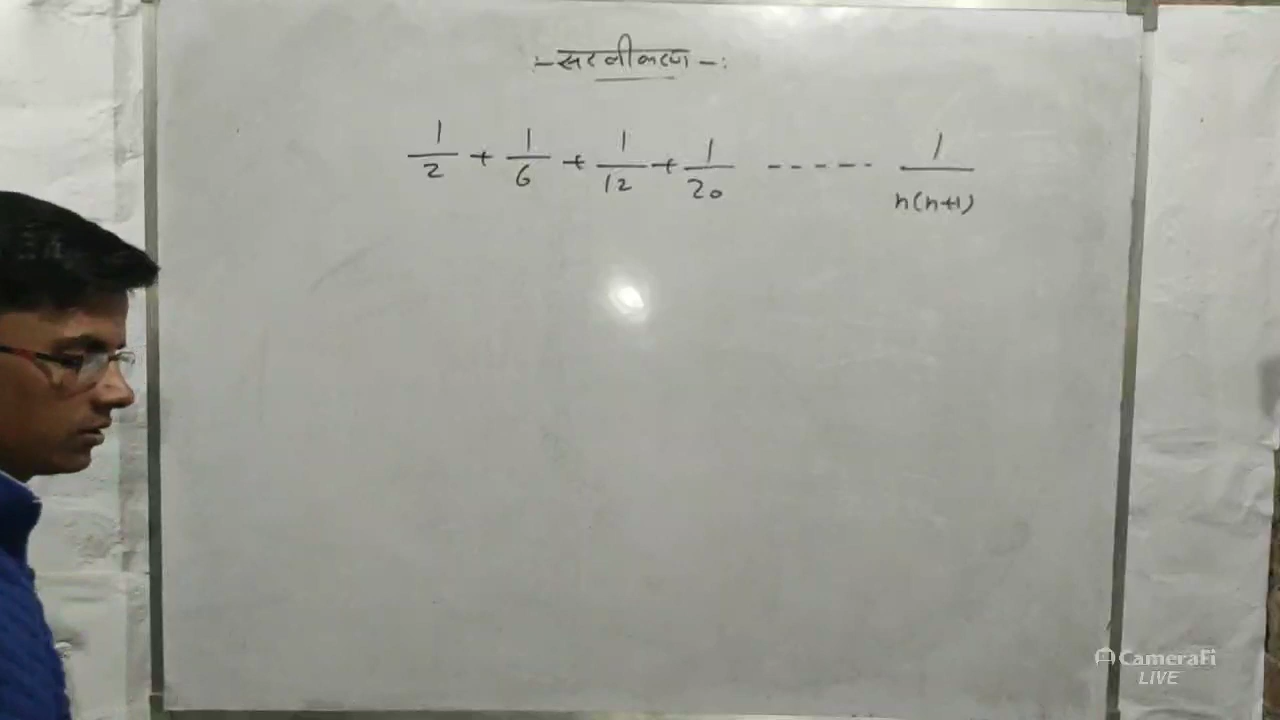 :- सरलीकरण -:
1/2 + 1/6 + 1/12 + 1/20 ------ 1/n(n+1)
CameraFi
LIVE